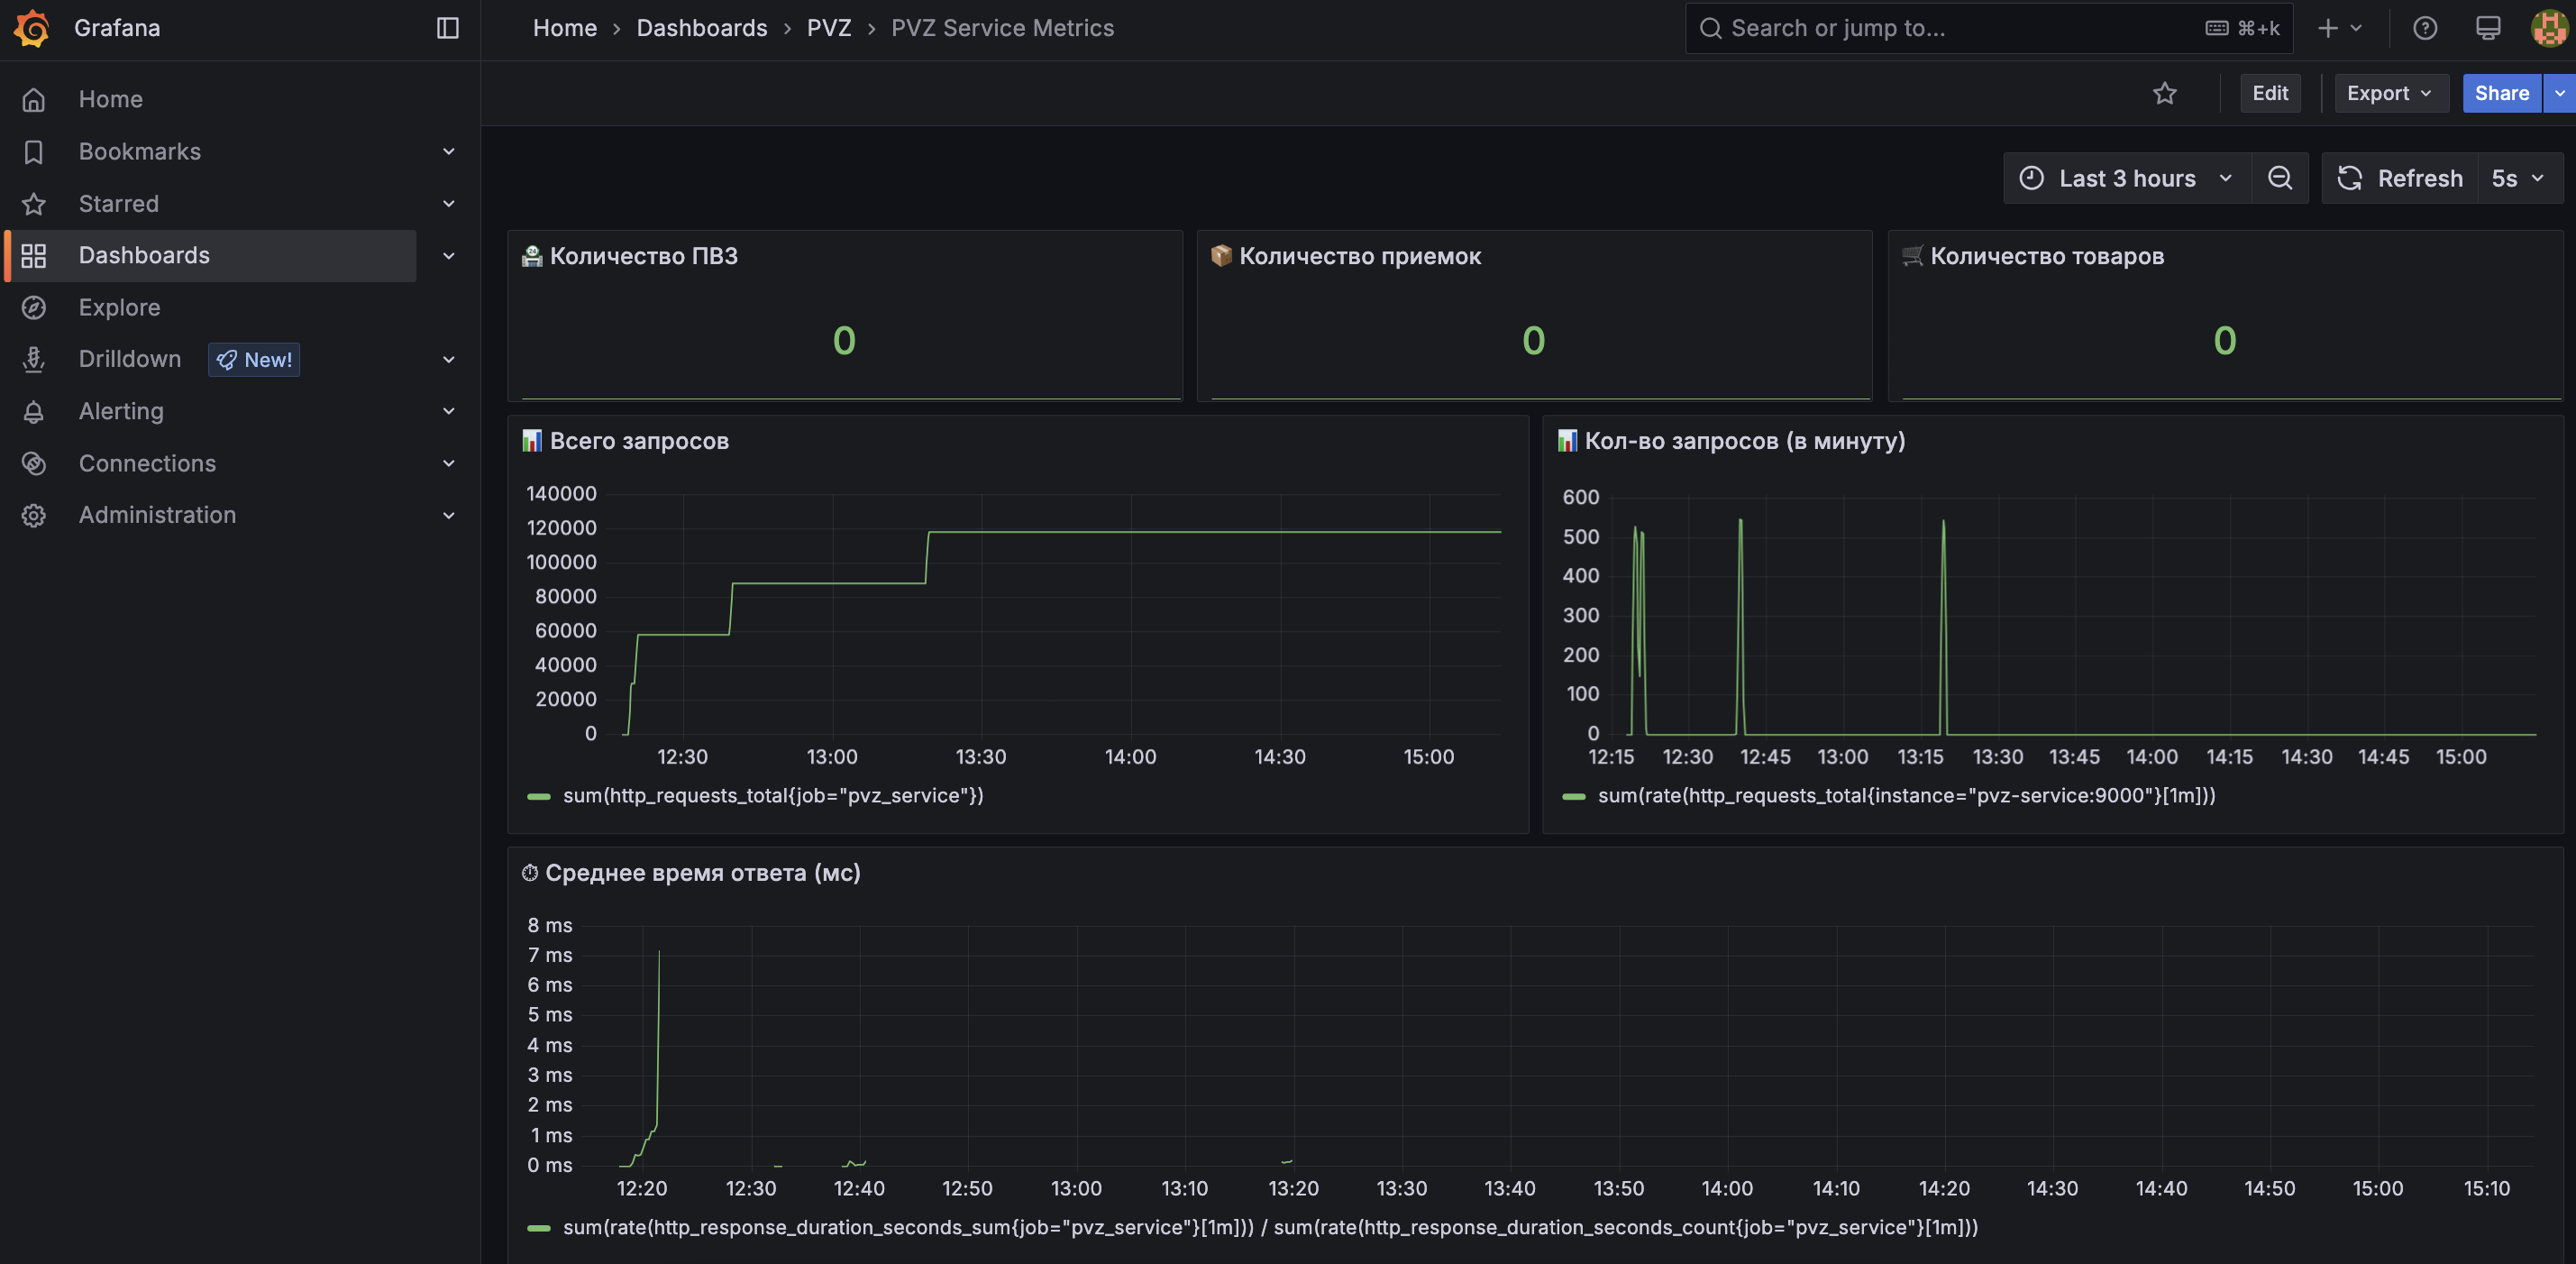 Grafana
Home › Dashboards › PVZ › PVZ Service Metrics
Search or jump to...
⌘+k
Home
Bookmarks
Starred
Dashboards
Explore
Drilldown
New!
Alerting
Connections
Administration
Edit
Export
Share
Last 3 hours
Refresh
5s
Количество ПВЗ
0
Количество приемок
0
Количество товаров
0
Всего запросов
140000
120000
100000
80000
60000
40000
20000
0
12:30 13:00 13:30 14:00 14:30 15:00
sum(http_requests_total{job="pvz_service"})
Кол-во запросов (в минуту)
600
500
400
300
200
100
0
12:15 12:30 12:45 13:00 13:15 13:30 13:45 14:00 14:15 14:30 14:45 15:00
sum(rate(http_requests_total{instance="pvz-service:9000"}[1m]))
Среднее время ответа (мс)
8 ms
7 ms
6 ms
5 ms
4 ms
3 ms
2 ms
1 ms
0 ms
12:20 12:30 12:40 12:50 13:00 13:10 13:20 13:30 13:40 13:50 14:00 14:10 14:20 14:30 14:40 14:50 15:00 15:10
sum(rate(http_response_duration_seconds_sum{job="pvz_service"}[1m])) / sum(rate(http_response_duration_seconds_count{job="pvz_service"}[1m]))